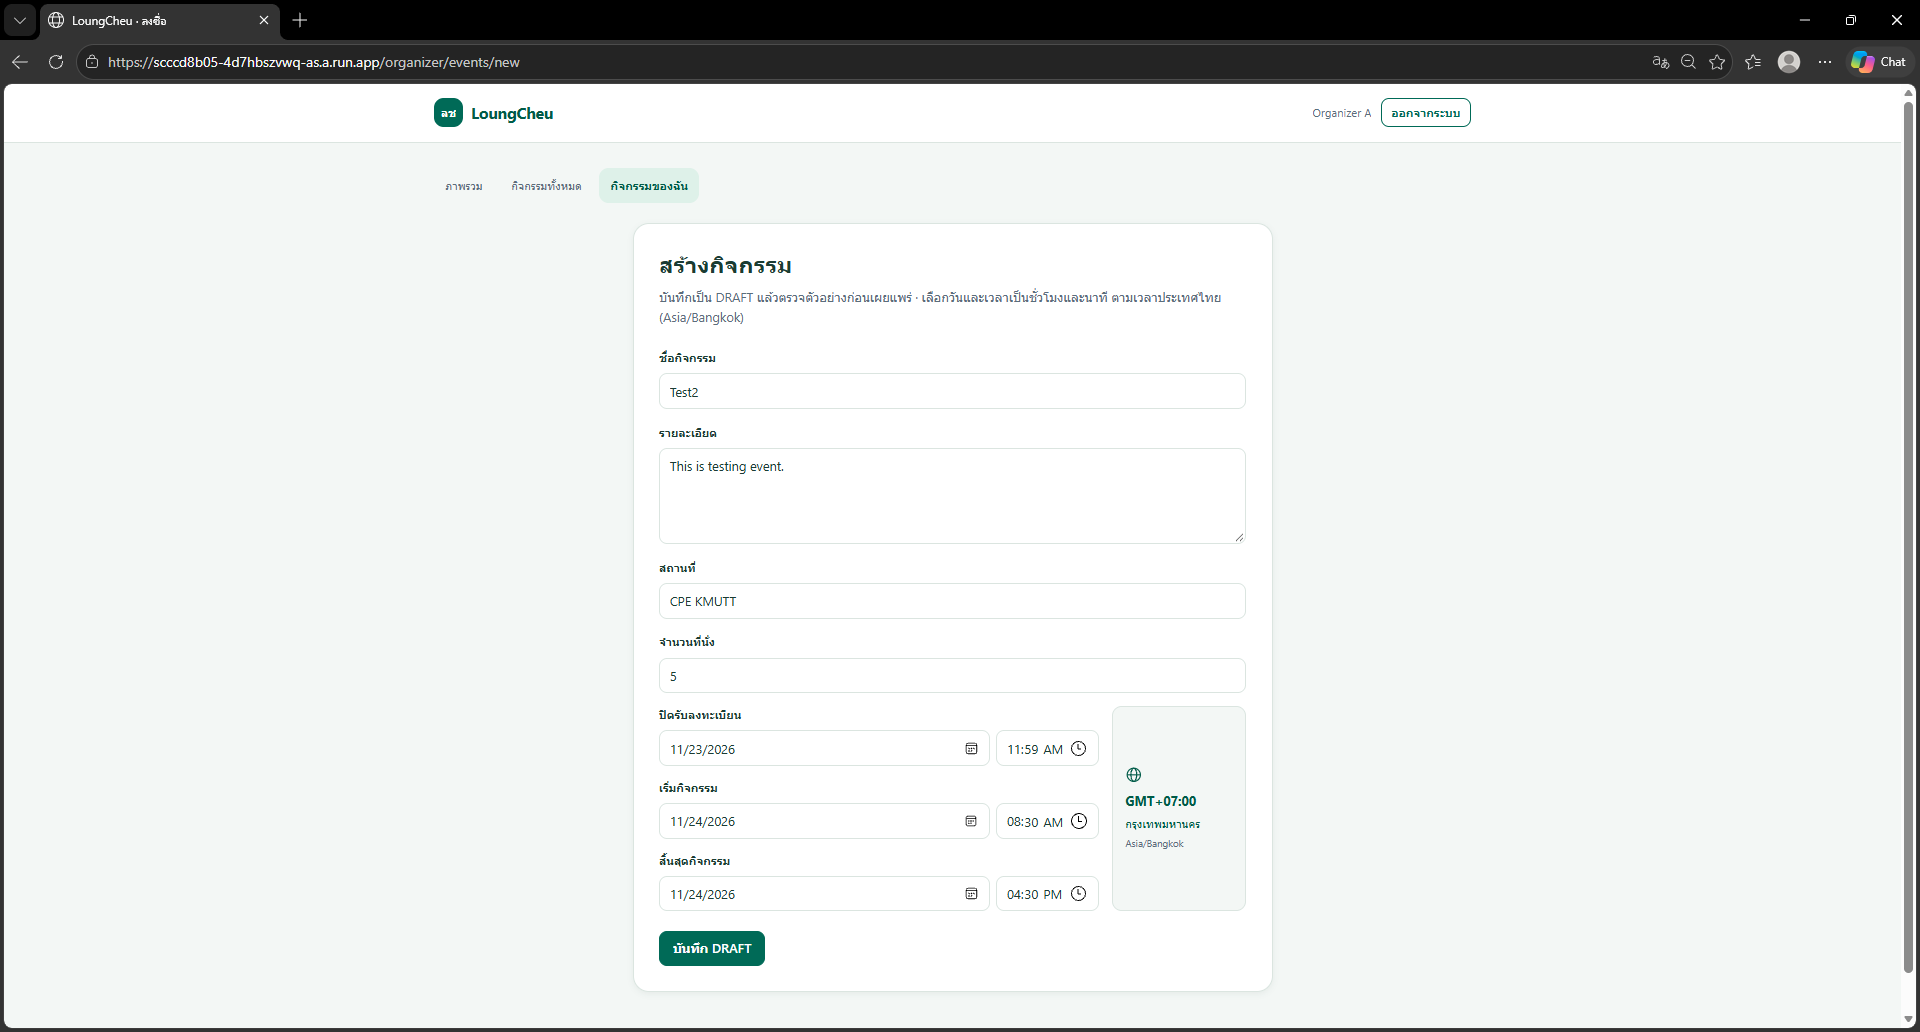 LoungCheu · ลงชื่อ
https://scccd8b05-4d7hbszvwq-as.a.run.app/organizer/events/new
Chat
ลช LoungCheu
Organizer A
ออกจากระบบ
ภาพรวม
กิจกรรมทั้งหมด
กิจกรรมของฉัน
สร้างกิจกรรม
บันทึกเป็น DRAFT แล้วตรวจตัวอย่างก่อนเผยแพร่ · เลือกวันและเวลาเป็นชั่วโมงและนาที ตามเวลาประเทศไทย
(Asia/Bangkok)
ชื่อกิจกรรม
Test2
รายละเอียด
This is testing event.
สถานที่
CPE KMUTT
จำนวนที่นั่ง
5
ปิดรับลงทะเบียน
11/23/2026
11:59 AM
เริ่มกิจกรรม
11/24/2026
08:30 AM
สิ้นสุดกิจกรรม
11/24/2026
04:30 PM
GMT+07:00
กรุงเทพมหานคร
Asia/Bangkok
บันทึก DRAFT